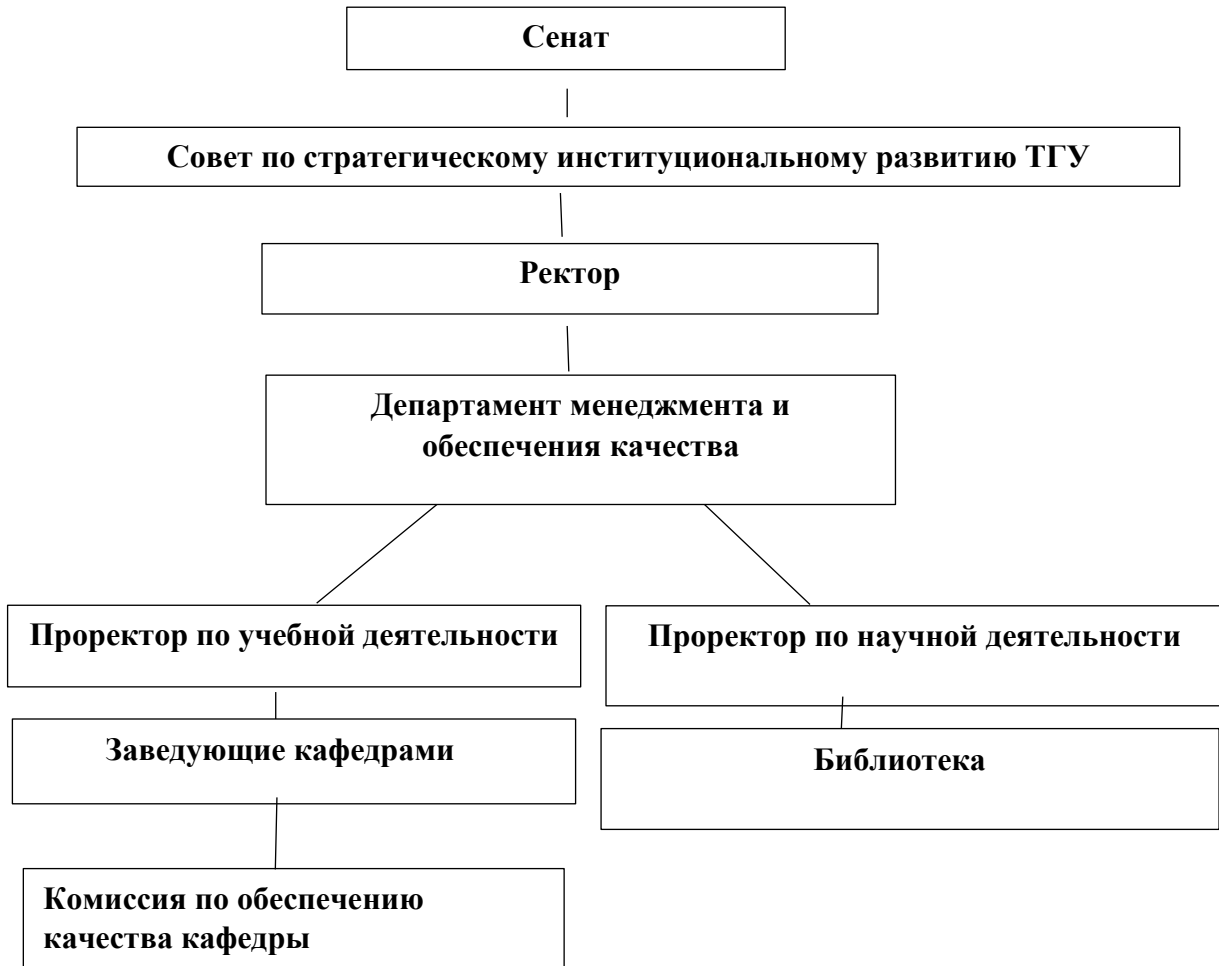 Сенат
Совет по стратегическому институциональному развитию ТГУ
Ректор
Департамент менеджмента и
обеспечения качества
Проректор по учебной деятельности
Проректор по научной деятельности
Заведующие кафедрами
Библиотека
Комиссия по обеспечению
качества кафедры